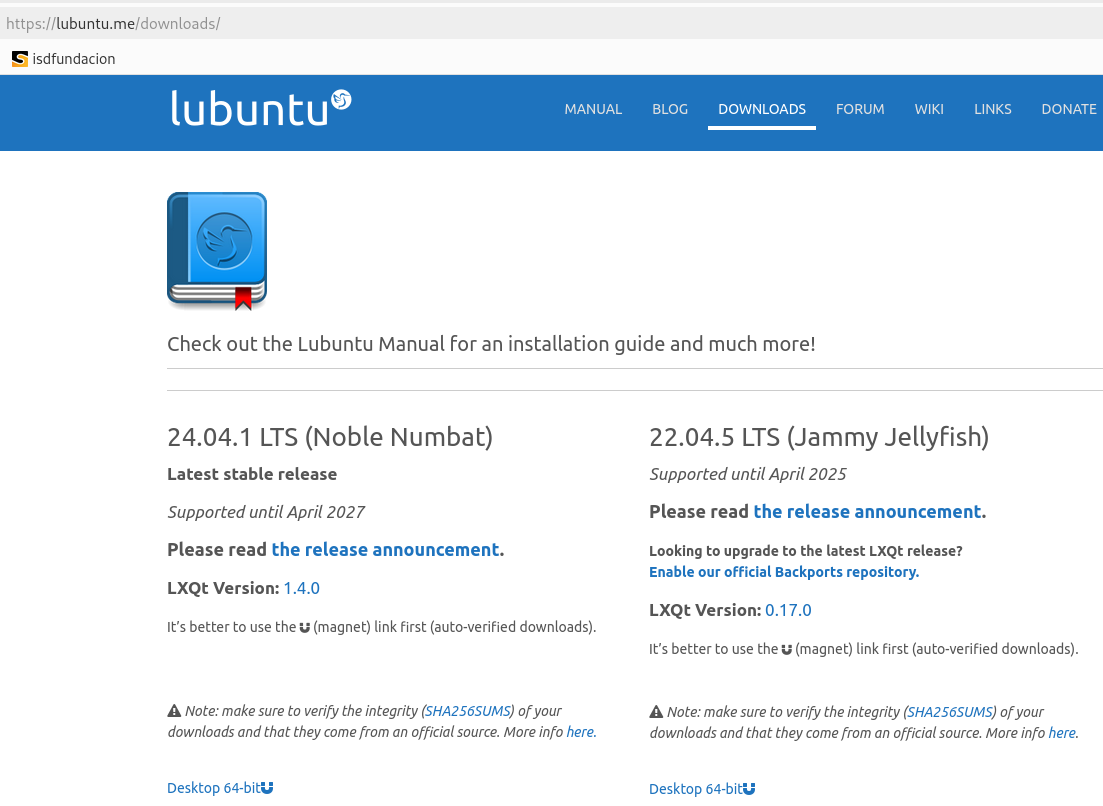 https://lubuntu.me/downloads/
isdfundacion
lubuntu
MANUAL BLOG DOWNLOADS FORUM WIKI LINKS DONATE
Check out the Lubuntu Manual for an installation guide and much more!
24.04.1 LTS (Noble Numbat)
Latest stable release
Supported until April 2027
Please read the release announcement.
LXQt Version: 1.4.0
It's better to use the (magnet) link first (auto-verified downloads).
Note: make sure to verify the integrity (SHA256SUMS) of your
downloads and that they come from an official source. More info here.
Desktop 64-bit
22.04.5 LTS (Jammy Jellyfish)
Supported until April 2025
Please read the release announcement.
Looking to upgrade to the latest LXQt release?
Enable our official Backports repository.
LXQt Version: 0.17.0
It's better to use the (magnet) link first (auto-verified downloads).
Note: make sure to verify the integrity (SHA256SUMS) of your
downloads and that they come from an official source. More info here.
Desktop 64-bit